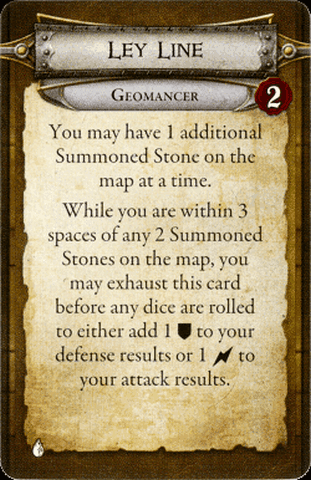 Ley Line
Geomancer
2
You may have 1 additional
Summoned Stone on the
map at a time.
While you are within 3
spaces of any 2 Summoned
Stones on the map, you
may exhaust this card
before any dice are rolled
to either add 1 to your
defense results or 1 to
your attack results.